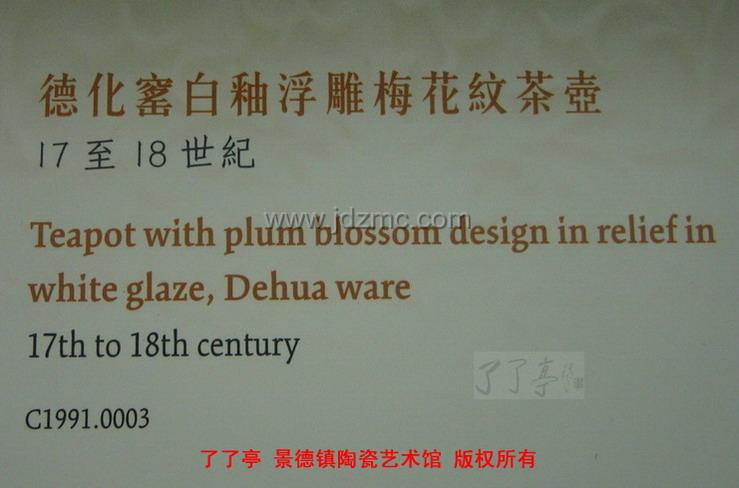 德化窰白釉浮雕梅花紋茶壺
17 至 18 世紀
www.jdzmc.com
Teapot with plum blossom design in relief in
white glaze, Dehua ware
17th to 18th century
了了亭
C1991.0003
了了亭 景德镇陶瓷艺术馆 版权所有